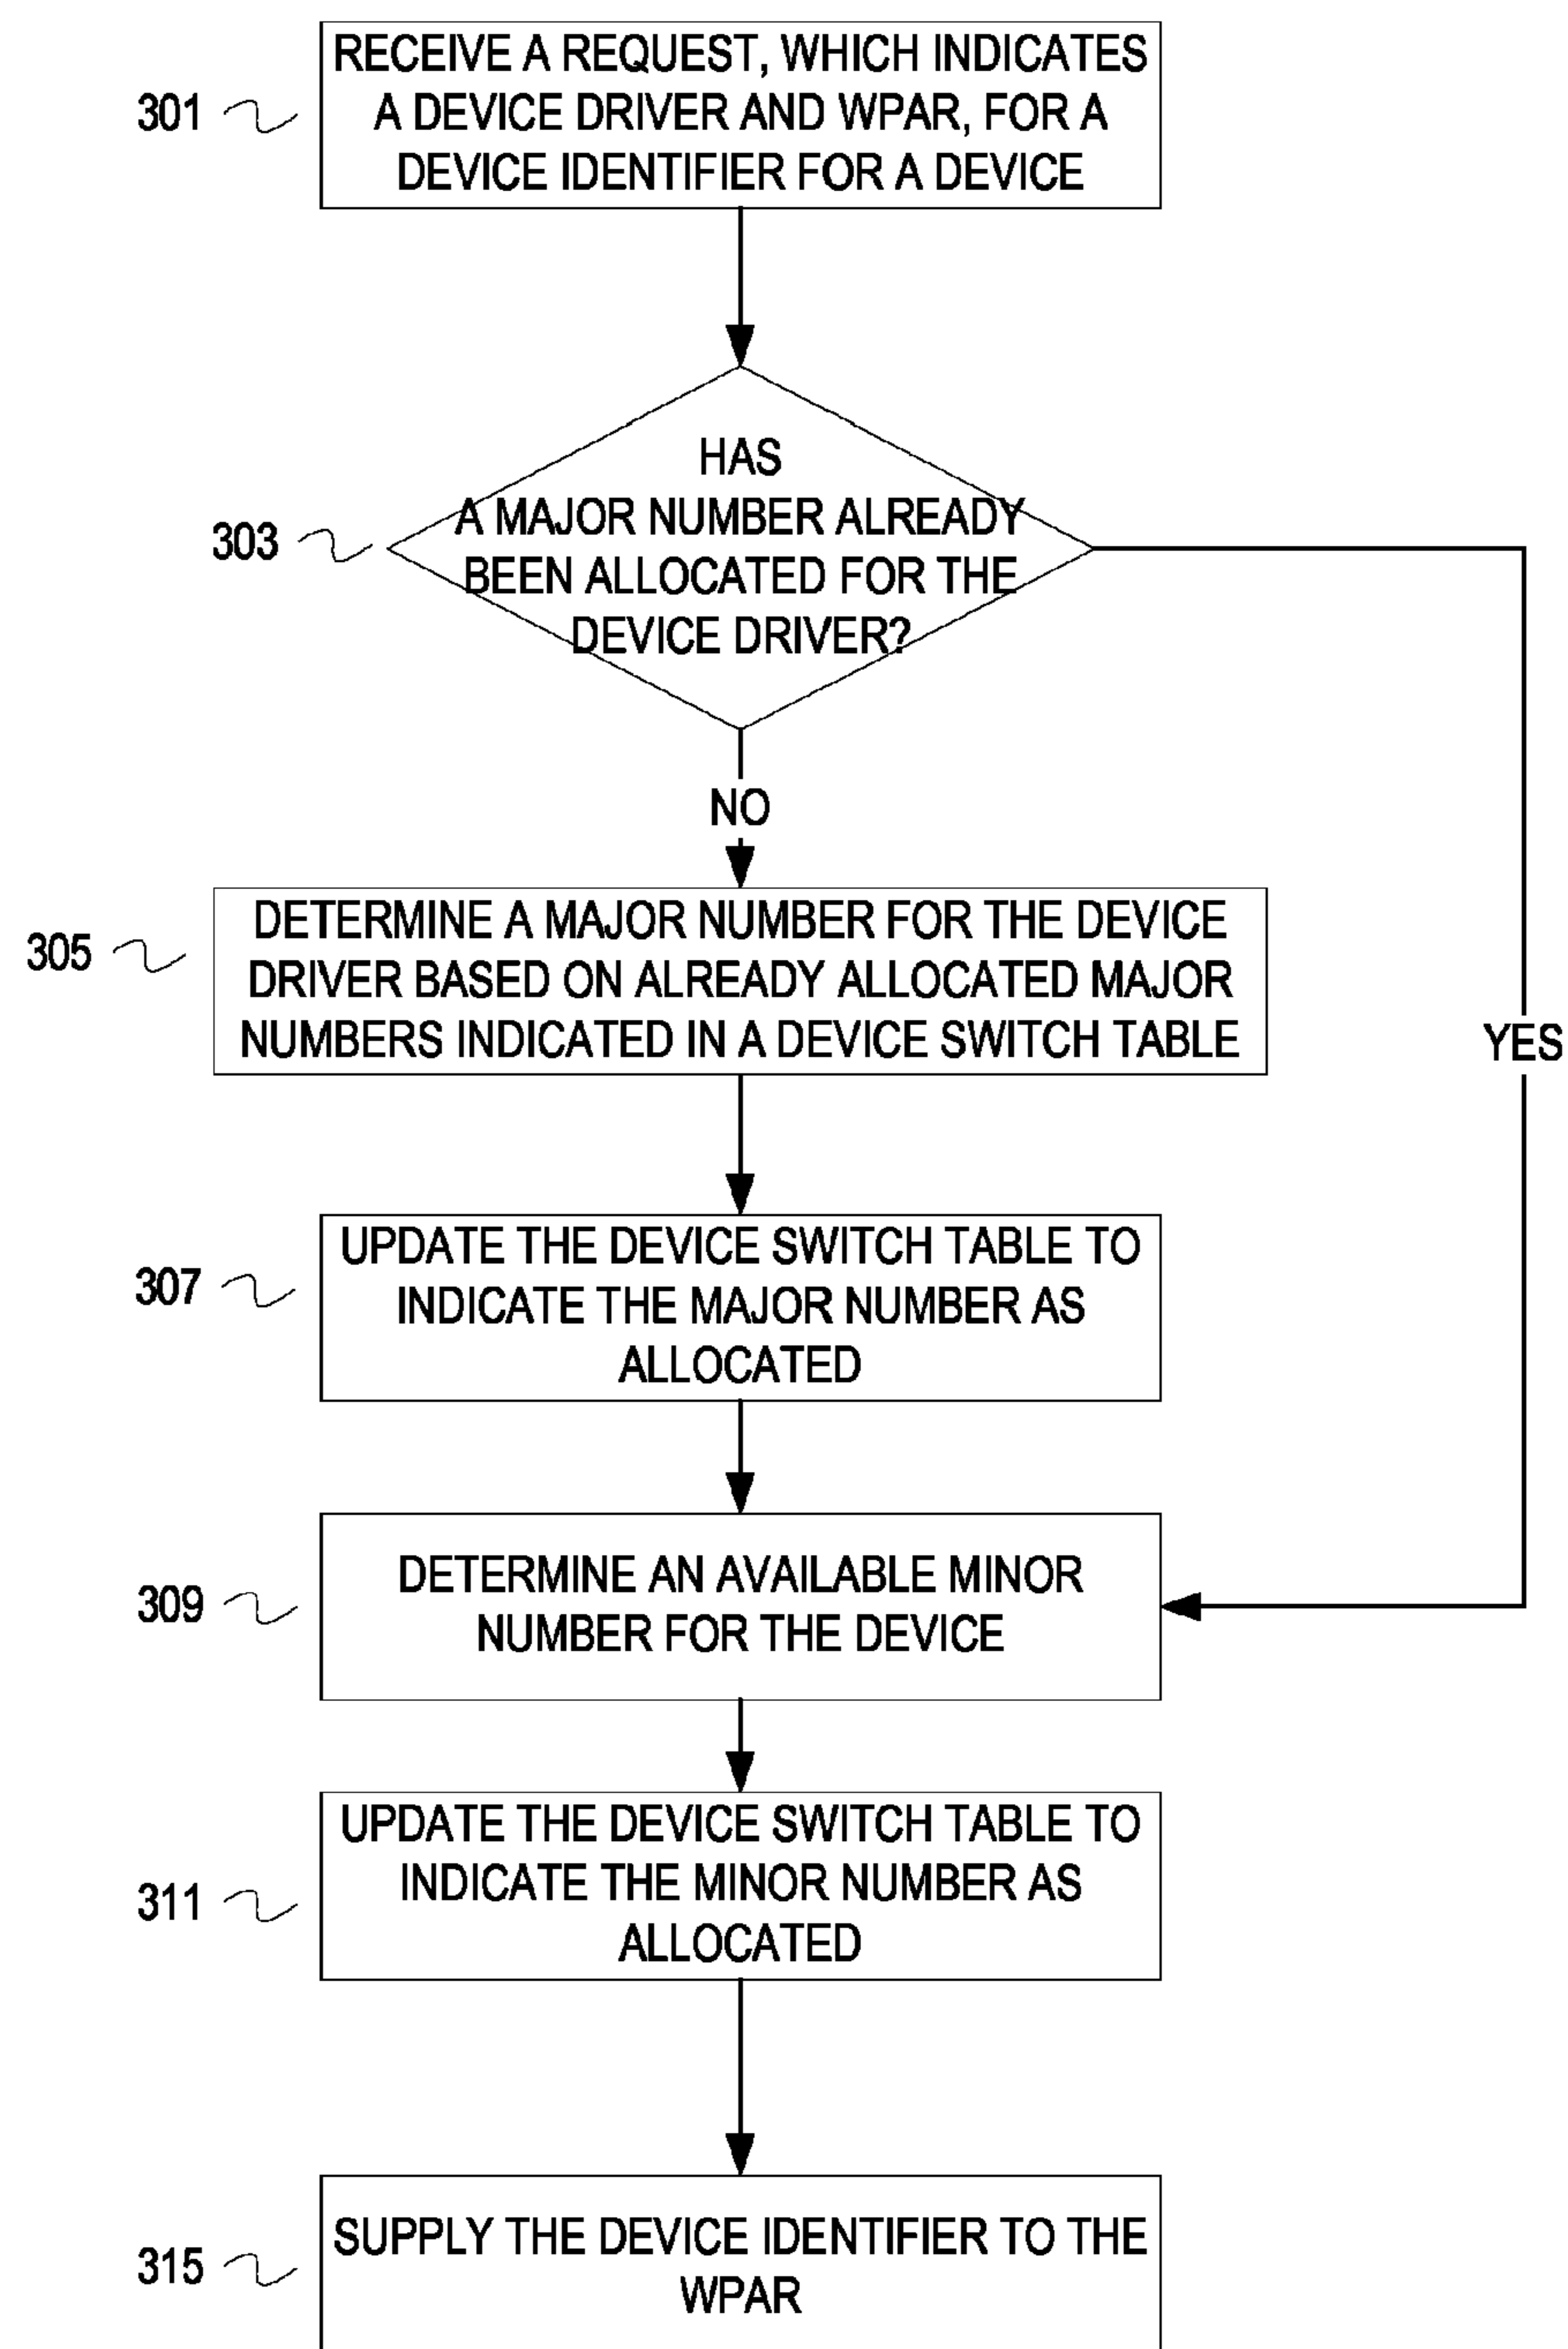 RECEIVE A REQUEST, WHICH INDICATES
A DEVICE DRIVER AND WPAR, FOR A
DEVICE IDENTIFIER FOR A DEVICE
301
HAS
A MAJOR NUMBER ALREADY
BEEN ALLOCATED FOR THE
DEVICE DRIVER?
303
NO
DETERMINE A MAJOR NUMBER FOR THE DEVICE
DRIVER BASED ON ALREADY ALLOCATED MAJOR
NUMBERS INDICATED IN A DEVICE SWITCH TABLE
305
YES
UPDATE THE DEVICE SWITCH TABLE TO
INDICATE THE MAJOR NUMBER AS
ALLOCATED
307
DETERMINE AN AVAILABLE MINOR
NUMBER FOR THE DEVICE
309
UPDATE THE DEVICE SWITCH TABLE TO
INDICATE THE MINOR NUMBER AS
ALLOCATED
311
SUPPLY THE DEVICE IDENTIFIER TO THE
WPAR
315